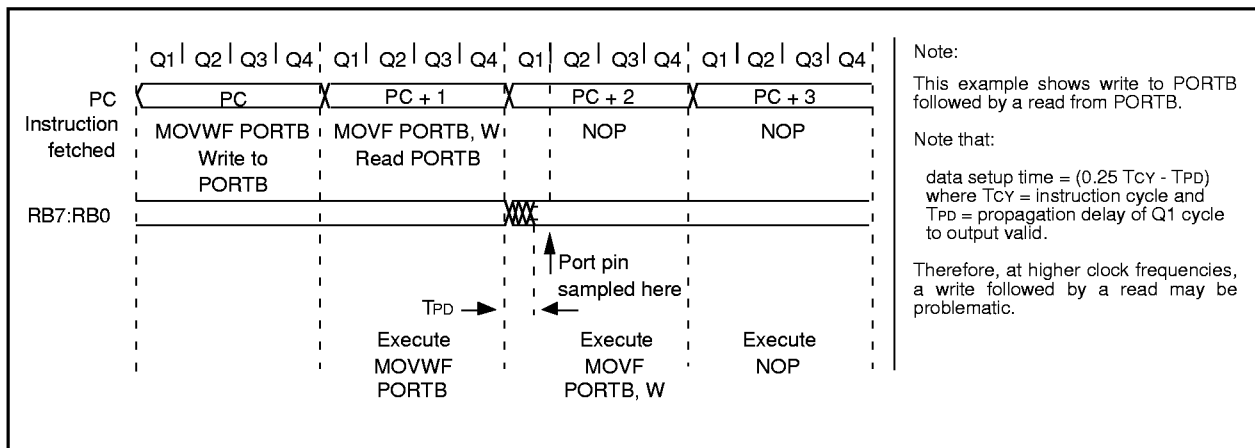 Q1 Q2 Q3 Q4 Q1 Q2 Q3 Q4 Q1 Q2 Q3 Q4 Q1 Q2 Q3 Q4
PC PC PC + 1 PC + 2 PC + 3
Instruction
fetched
MOVWF PORTB
Write to
PORTB
MOVF PORTB, W
Read PORTB
NOP
NOP
RB7:RB0
Port pin
sampled here
TPD
Execute
MOVWF
PORTB
Execute
MOVF
PORTB, W
Execute
NOP
Note:
This example shows write to PORTB
followed by a read from PORTB.
Note that:
data setup time = (0.25 TCY - TPD)
where TCY = instruction cycle and
TPD = propagation delay of Q1 cycle
to output valid.
Therefore, at higher clock frequencies,
a write followed by a read may be
problematic.